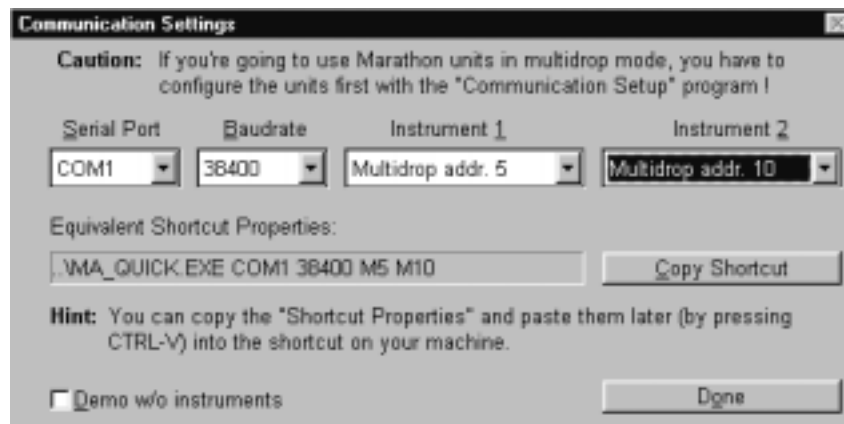 Communication Settings
Caution: If you're going to use Marathon units in multidrop mode, you have to
configure the units first with the "Communication Setup" program !
Serial Port Baudrate Instrument 1 Instrument 2
COM1 38400 Multidrop addr. 5 Multidrop addr. 10
Equivalent Shortcut Properties:
..\MA_QUICK.EXE COM1 38400 M5 M10 Copy Shortcut
Hint: You can copy the "Shortcut Properties" and paste them later (by pressing
CTRL-V) into the shortcut on your machine.
Demo w/o instruments Done